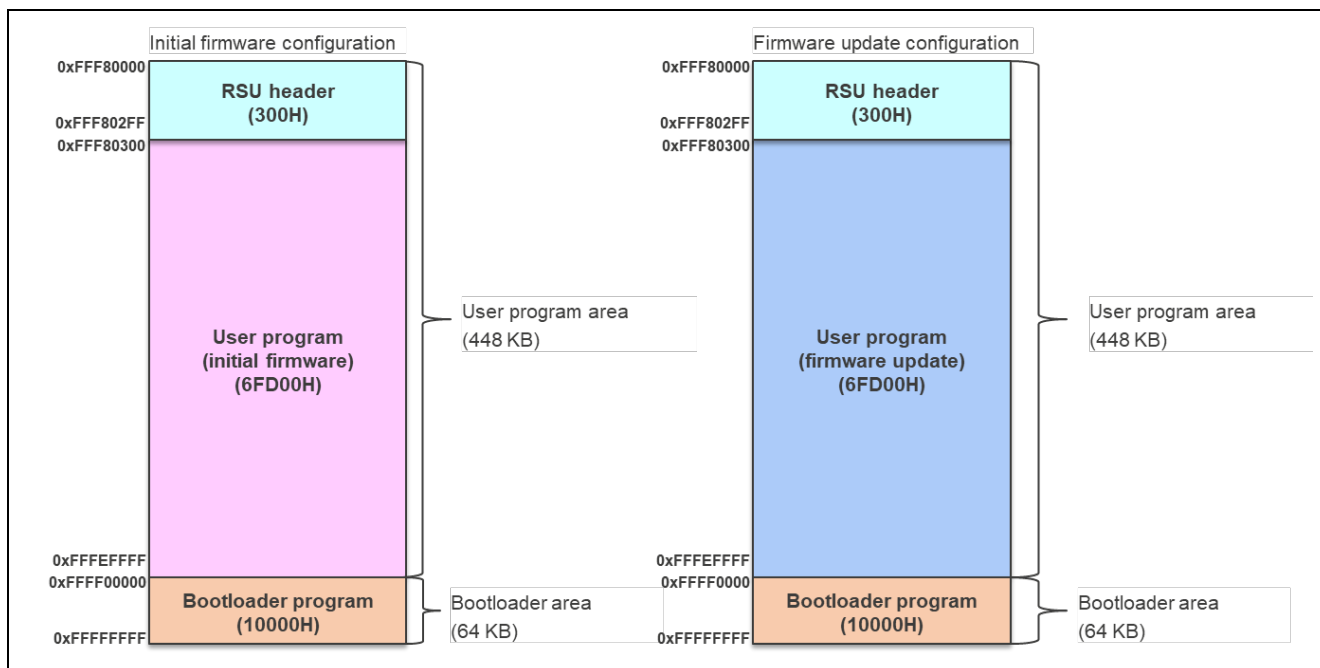 Initial firmware configuration
0xFFF80000
RSU header
(300H)
0xFFF802FF
0xFFF80300
User program
(initial firmware)
(6FD00H)
User program area
(448 KB)
0xFFFEFFFF
0xFFFF00000
Bootloader program
(10000H)
0xFFFFFFFF
Bootloader area
(64 KB)
Firmware update configuration
0xFFF80000
RSU header
(300H)
0xFFF802FF
0xFFF80300
User program
(firmware update)
(6FD00H)
User program area
(448 KB)
0xFFFEFFFF
0xFFFF0000
Bootloader program
(10000H)
0xFFFFFFFF
Bootloader area
(64 KB)